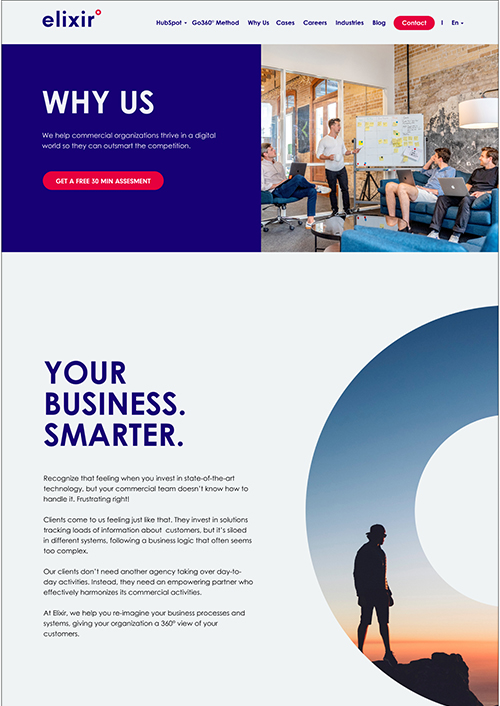 elixir
HubSpot Go360° Method Why Us Cases Careers Industries Blog Contact | En
WHY US
We help commercial organizations thrive in a digital
world so they can outsmart the competition.
GET A FREE 30 MIN ASSESMENT
YOUR
BUSINESS.
SMARTER.
Recognize that feeling when you invest in state-of-the-art
technology, but your commercial team doesn't know how to
handle it. Frustrating right!
Clients come to us feeling just like that. They invest in solutions
tracking loads of information about customers, but it's sliced
in different systems, following a business logic that often seems
too complex.
Our clients don't need another agency taking over day-to-
day activities. Instead, they need an empowering partner who
effectively harmonizes its commercial activities.
At Elixir, we help you re-imagine your business processes and
systems, giving your organization a 360° view of your
customers.